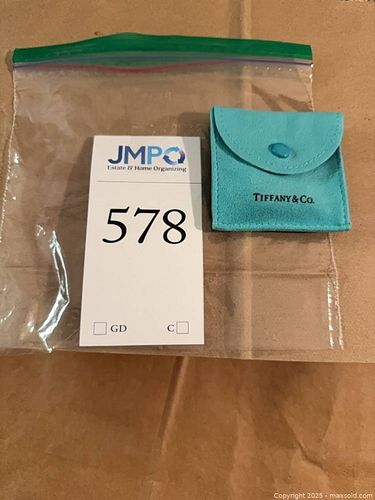 JMPO
Estate & Home Organizing
578
GD
C
TIFFANY & CO.
Copyright 2025 - maxsold.com